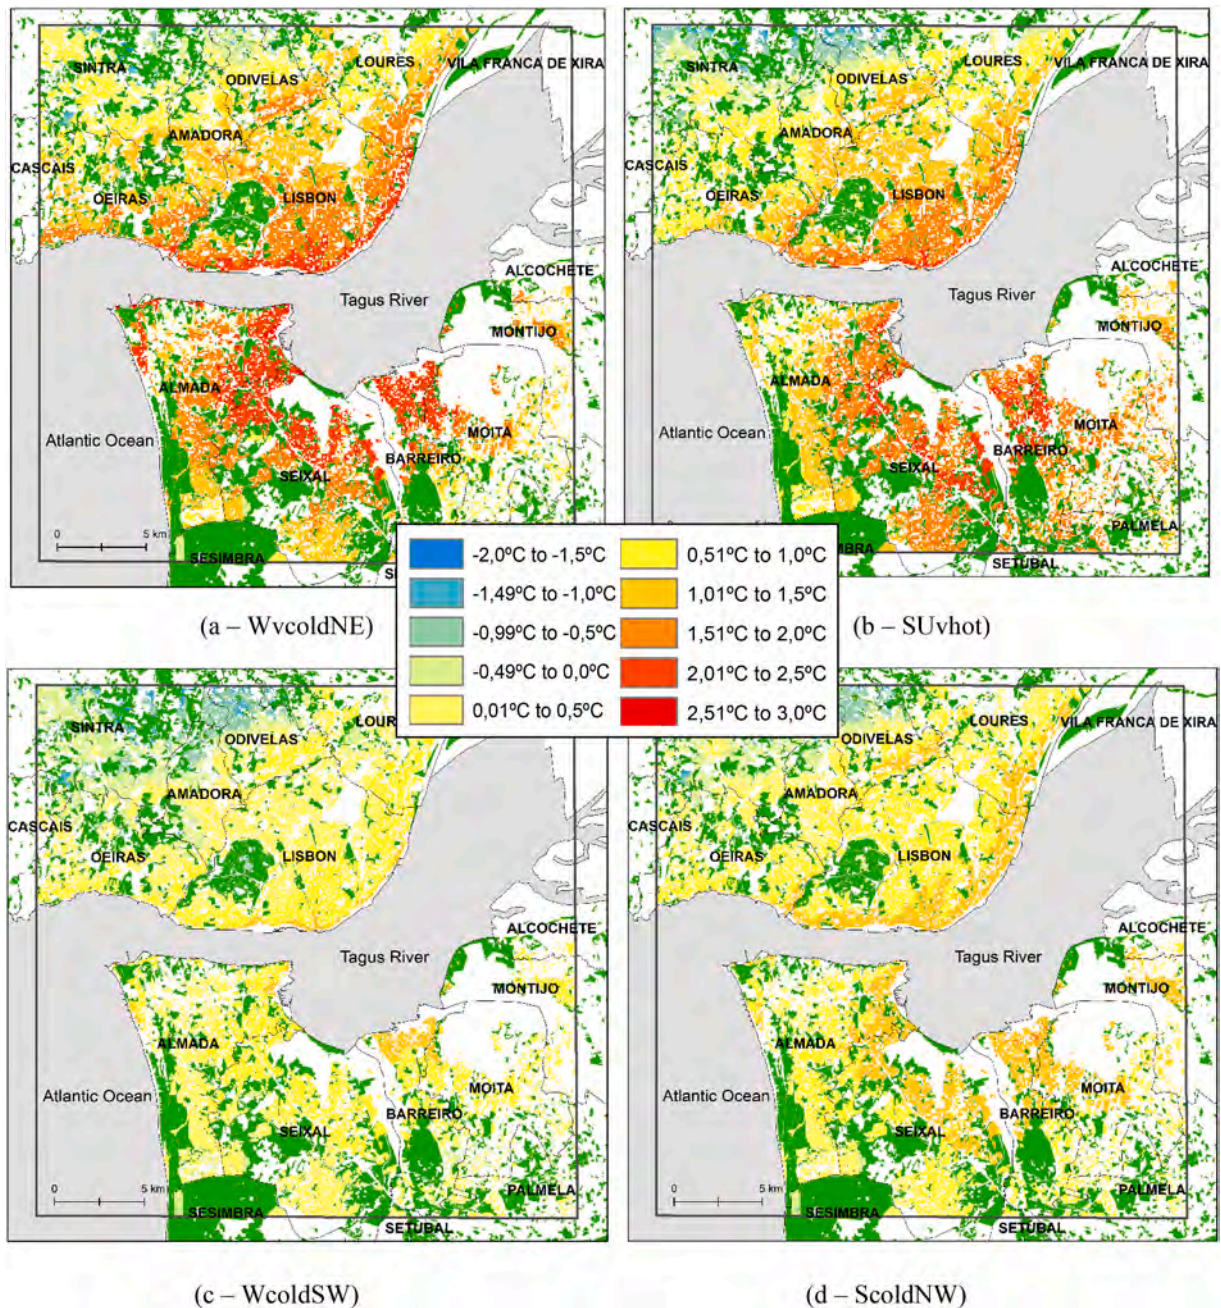 SINTRA
ODIVELAS
LOURES
VILA FRANCA DE XIRA
AMADORA
CASCAIS
OEIRAS
LISBON
ALCOCHETE
Tagus River
MONTIJO
ALMADA
Atlantic Ocean
MOITA
BARREIRO
SEIXAL
0 5 km
SESIMBRA
(a – WvcoldNE)
SINTRA
ODIVELAS
LOURES
VILA FRANCA DE XIRA
AMADORA
CASCAIS
OEIRAS
LISBON
ALCOCHETE
Tagus River
MONTIJO
ALMADA
Atlantic Ocean
MOITA
BARREIRO
SEIXAL
PALMELA
IMBRA
SETUBAL
(b – SUvhot)
-2,0ºC to -1,5ºC
-1,49ºC to -1,0ºC
-0,99ºC to -0,5ºC
-0,49ºC to 0,0ºC
0,01ºC to 0,5ºC
0,51ºC to 1,0ºC
1,01ºC to 1,5ºC
1,51ºC to 2,0ºC
2,01ºC to 2,5ºC
2,51ºC to 3,0ºC
SINTRA
ODIVELAS
LOURES
AMADORA
CASCAIS
OEIRAS
LISBON
ALCOCHETE
Tagus River
MONTIJO
ALMADA
Atlantic Ocean
MOITA
BARREIRO
SEIXAL
PALMELA
0 5 km
SESIMBRA
SETUBAL
(c – WcoldSW)
LOURES
VILA FRANCA DE XIRA
ODIVELAS
AMADORA
CASCAIS
OEIRAS
LISBON
ALCOCHETE
Tagus River
MONTIJO
ALMADA
Atlantic Ocean
MOITA
BARREIRO
SEIXAL
PALMELA
0 5 km
SESIMBRA
SETUBAL
(d – ScoldNW)